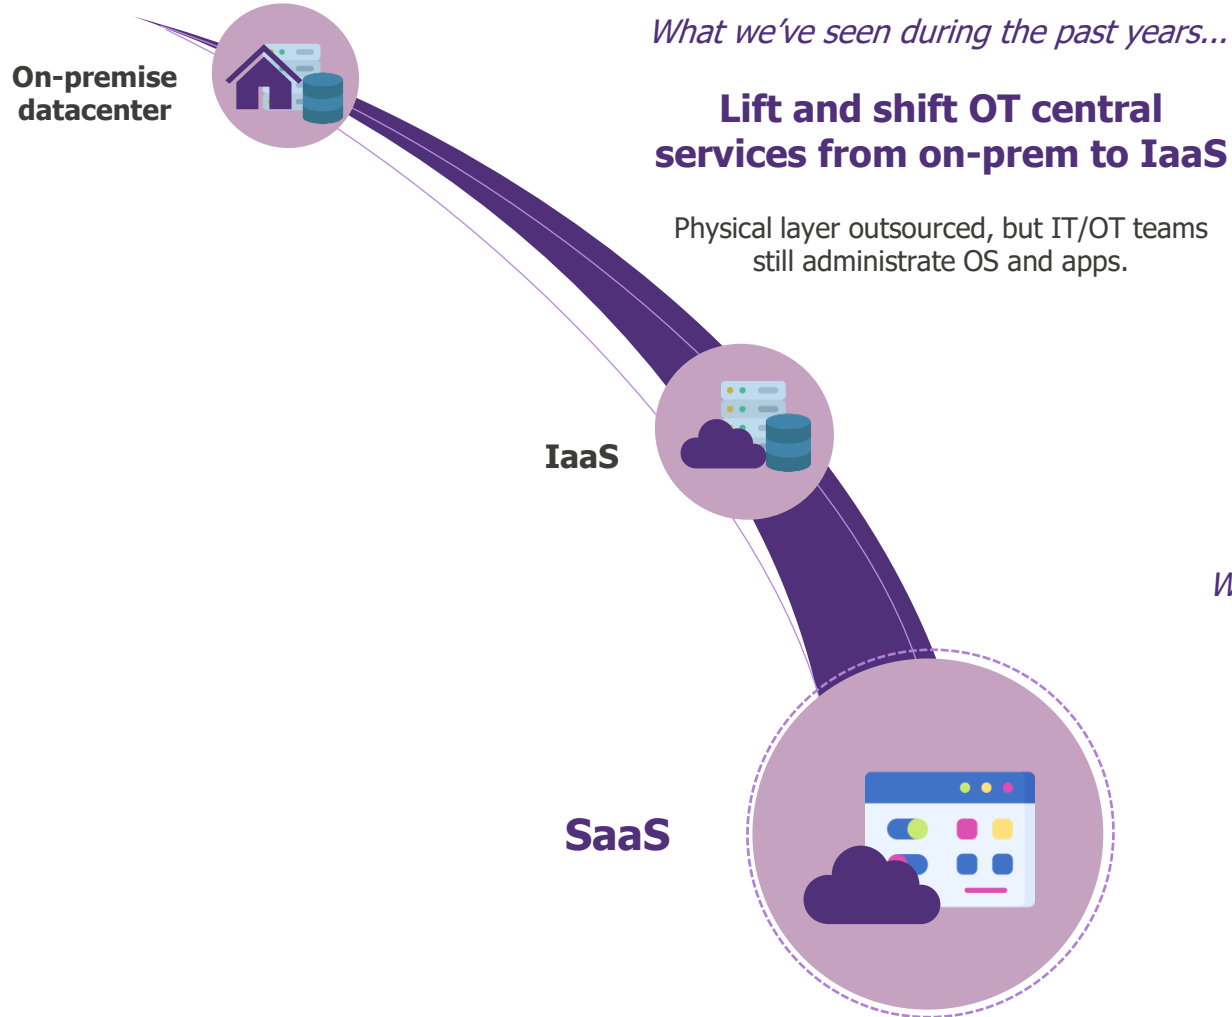 What we've seen during the past years...
On-premise
datacenter
Lift and shift OT central
services from on-prem to IaaS
Physical layer outsourced, but IT/OT teams
still administrate OS and apps.
IaaS
SaaS